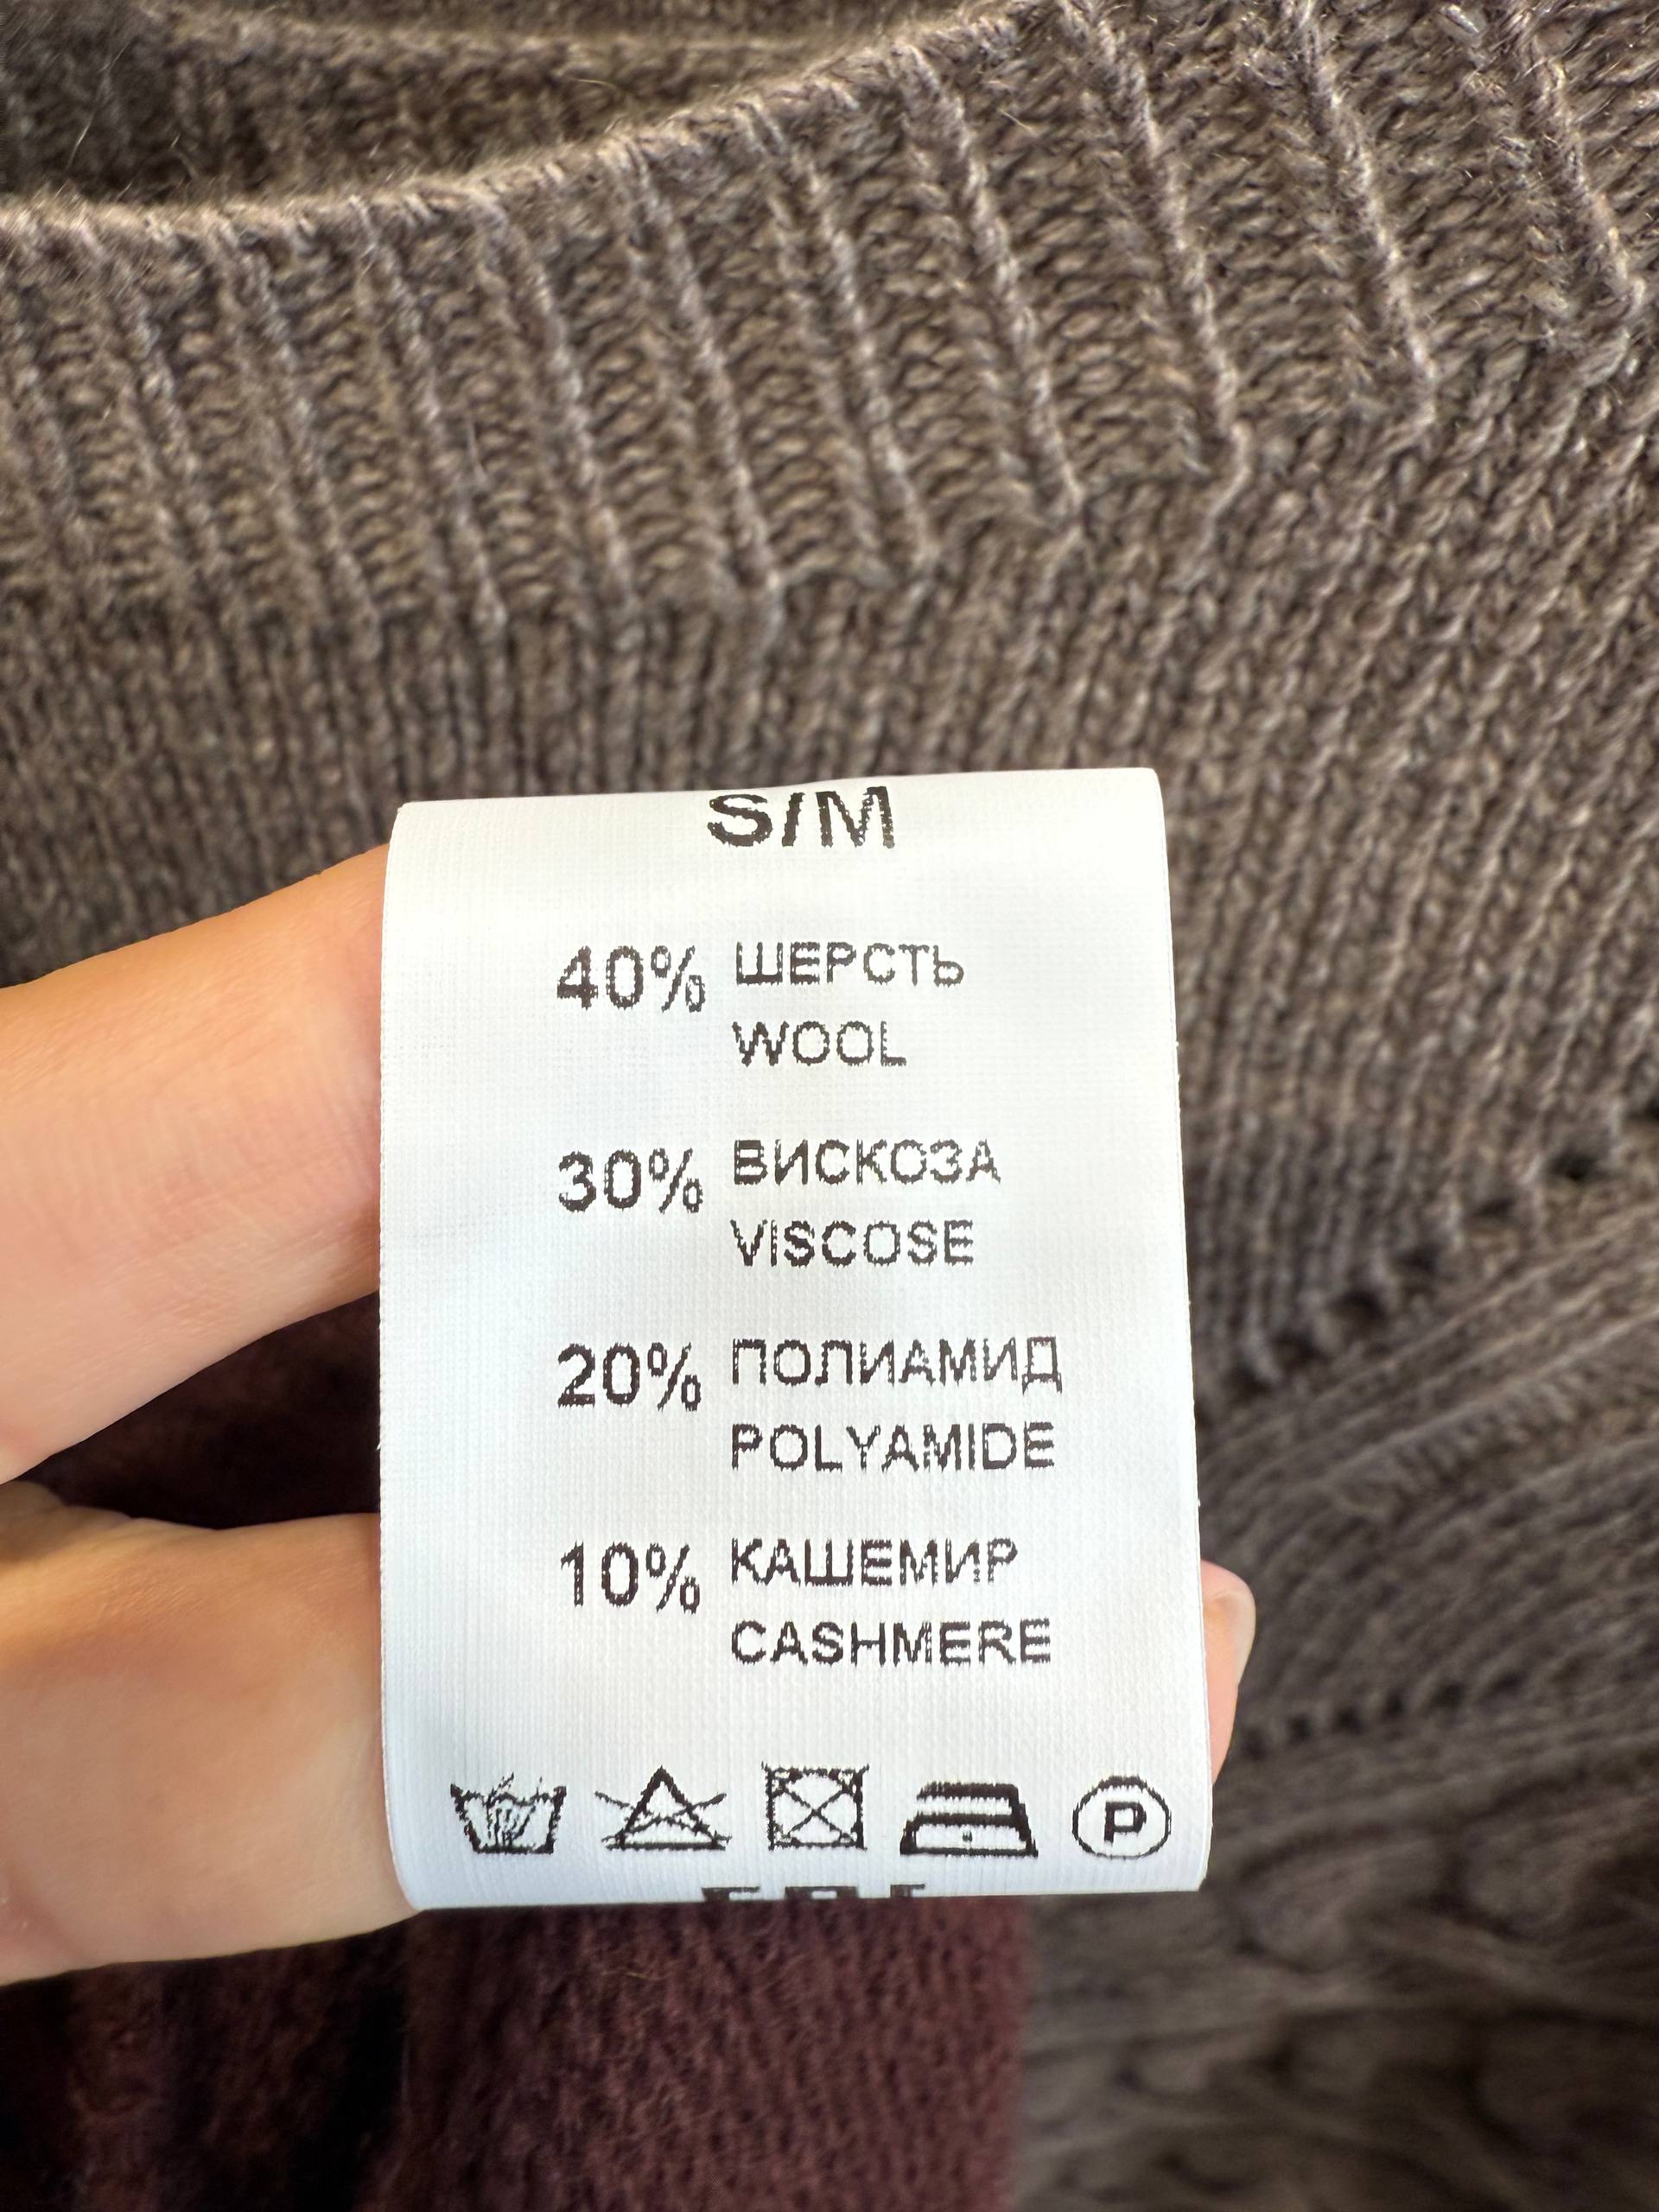 S/M
40% ШЕРСТЬ
WOOL
30% ВИСКОЗА
VISCOSE
20% ПОЛИАМИД
POLYAMIDE
10% КАШЕМИР
CASHMERE
P